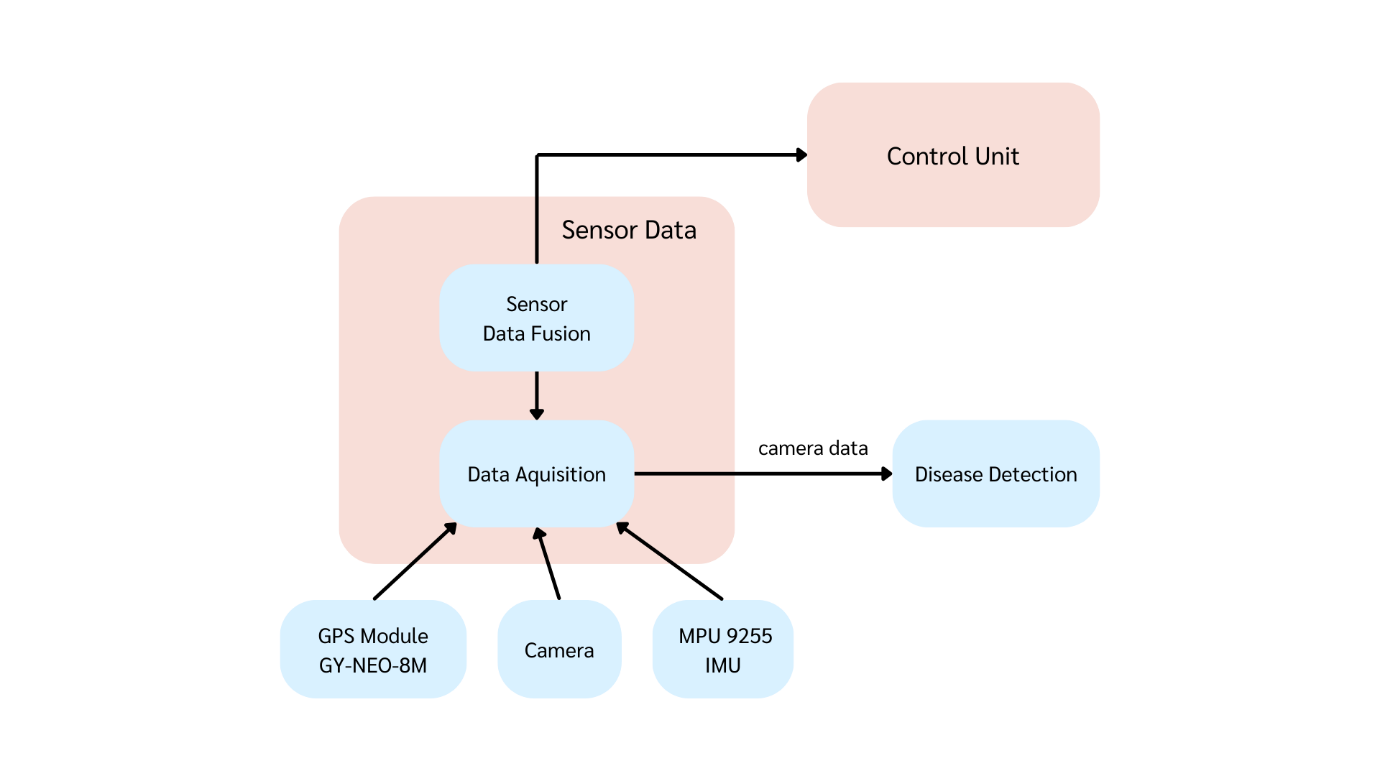 Control Unit
Sensor Data
Sensor
Data Fusion
camera data
Data Aquisition
Disease Detection
GPS Module
GY-NEO-8M
Camera
MPU 9255
IMU